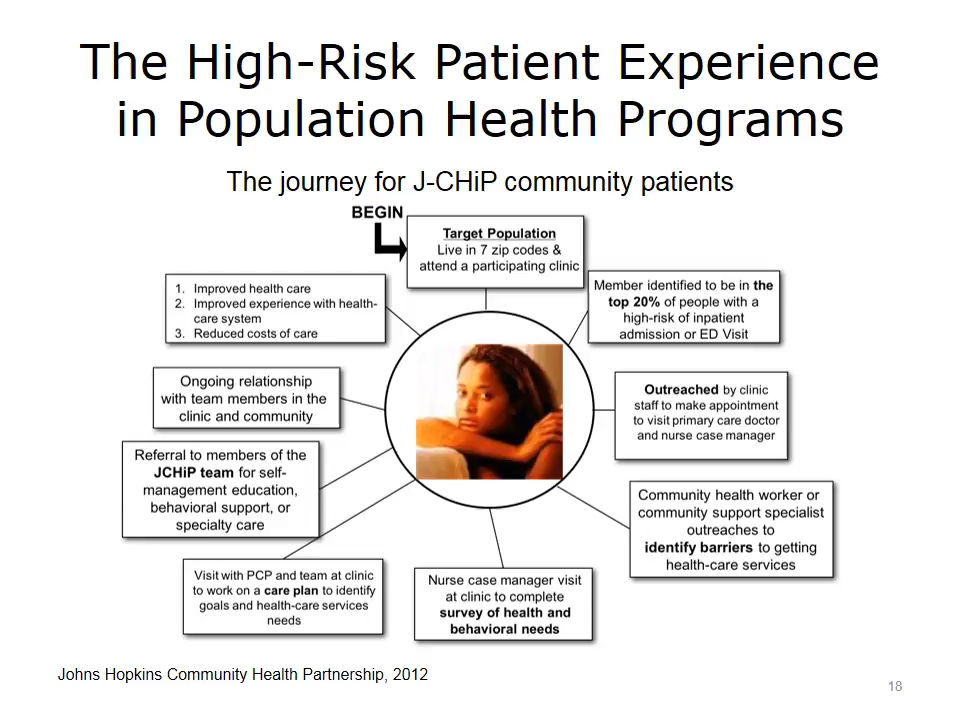 The High-Risk Patient Experience
in Population Health Programs
The journey for J-CHiP community patients
BEGIN
Target Population
Live in 7 zip codes &
attend a participating clinic
Member identified to be in the
top 20% of people with a
high-risk of inpatient
admission or ED Visit
Outreached by clinic
staff to make appointment
to visit primary care doctor
and nurse case manager
Community health worker or
community support specialist
outreaches to
identify barriers to getting
health-care services
Nurse case manager visit
at clinic to complete
survey of health and
behavioral needs
Visit with PCP and team at clinic
to work on a care plan to identify
goals and health-care services
needs
Referral to members of the
JCHiP team for self-
management education,
behavioral support, or
specialty care
Ongoing relationship
with team members in the
clinic and community
1. Improved health care
2. Improved experience with health-
care system
3. Reduced costs of care
Johns Hopkins Community Health Partnership, 2012
18